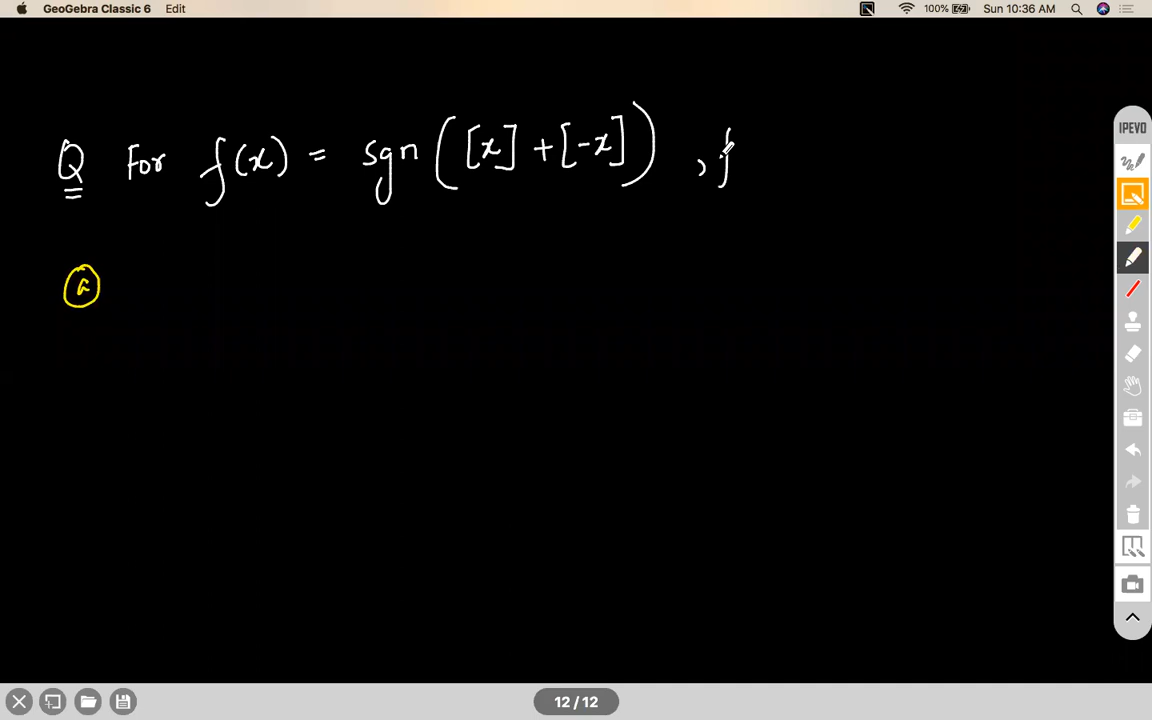 GeoGebra Classic 6 Edit 100% Sun 10:36 AM
Q For f(x) = sgn([x] + [-x]) , f
a
IPEVO
12/12